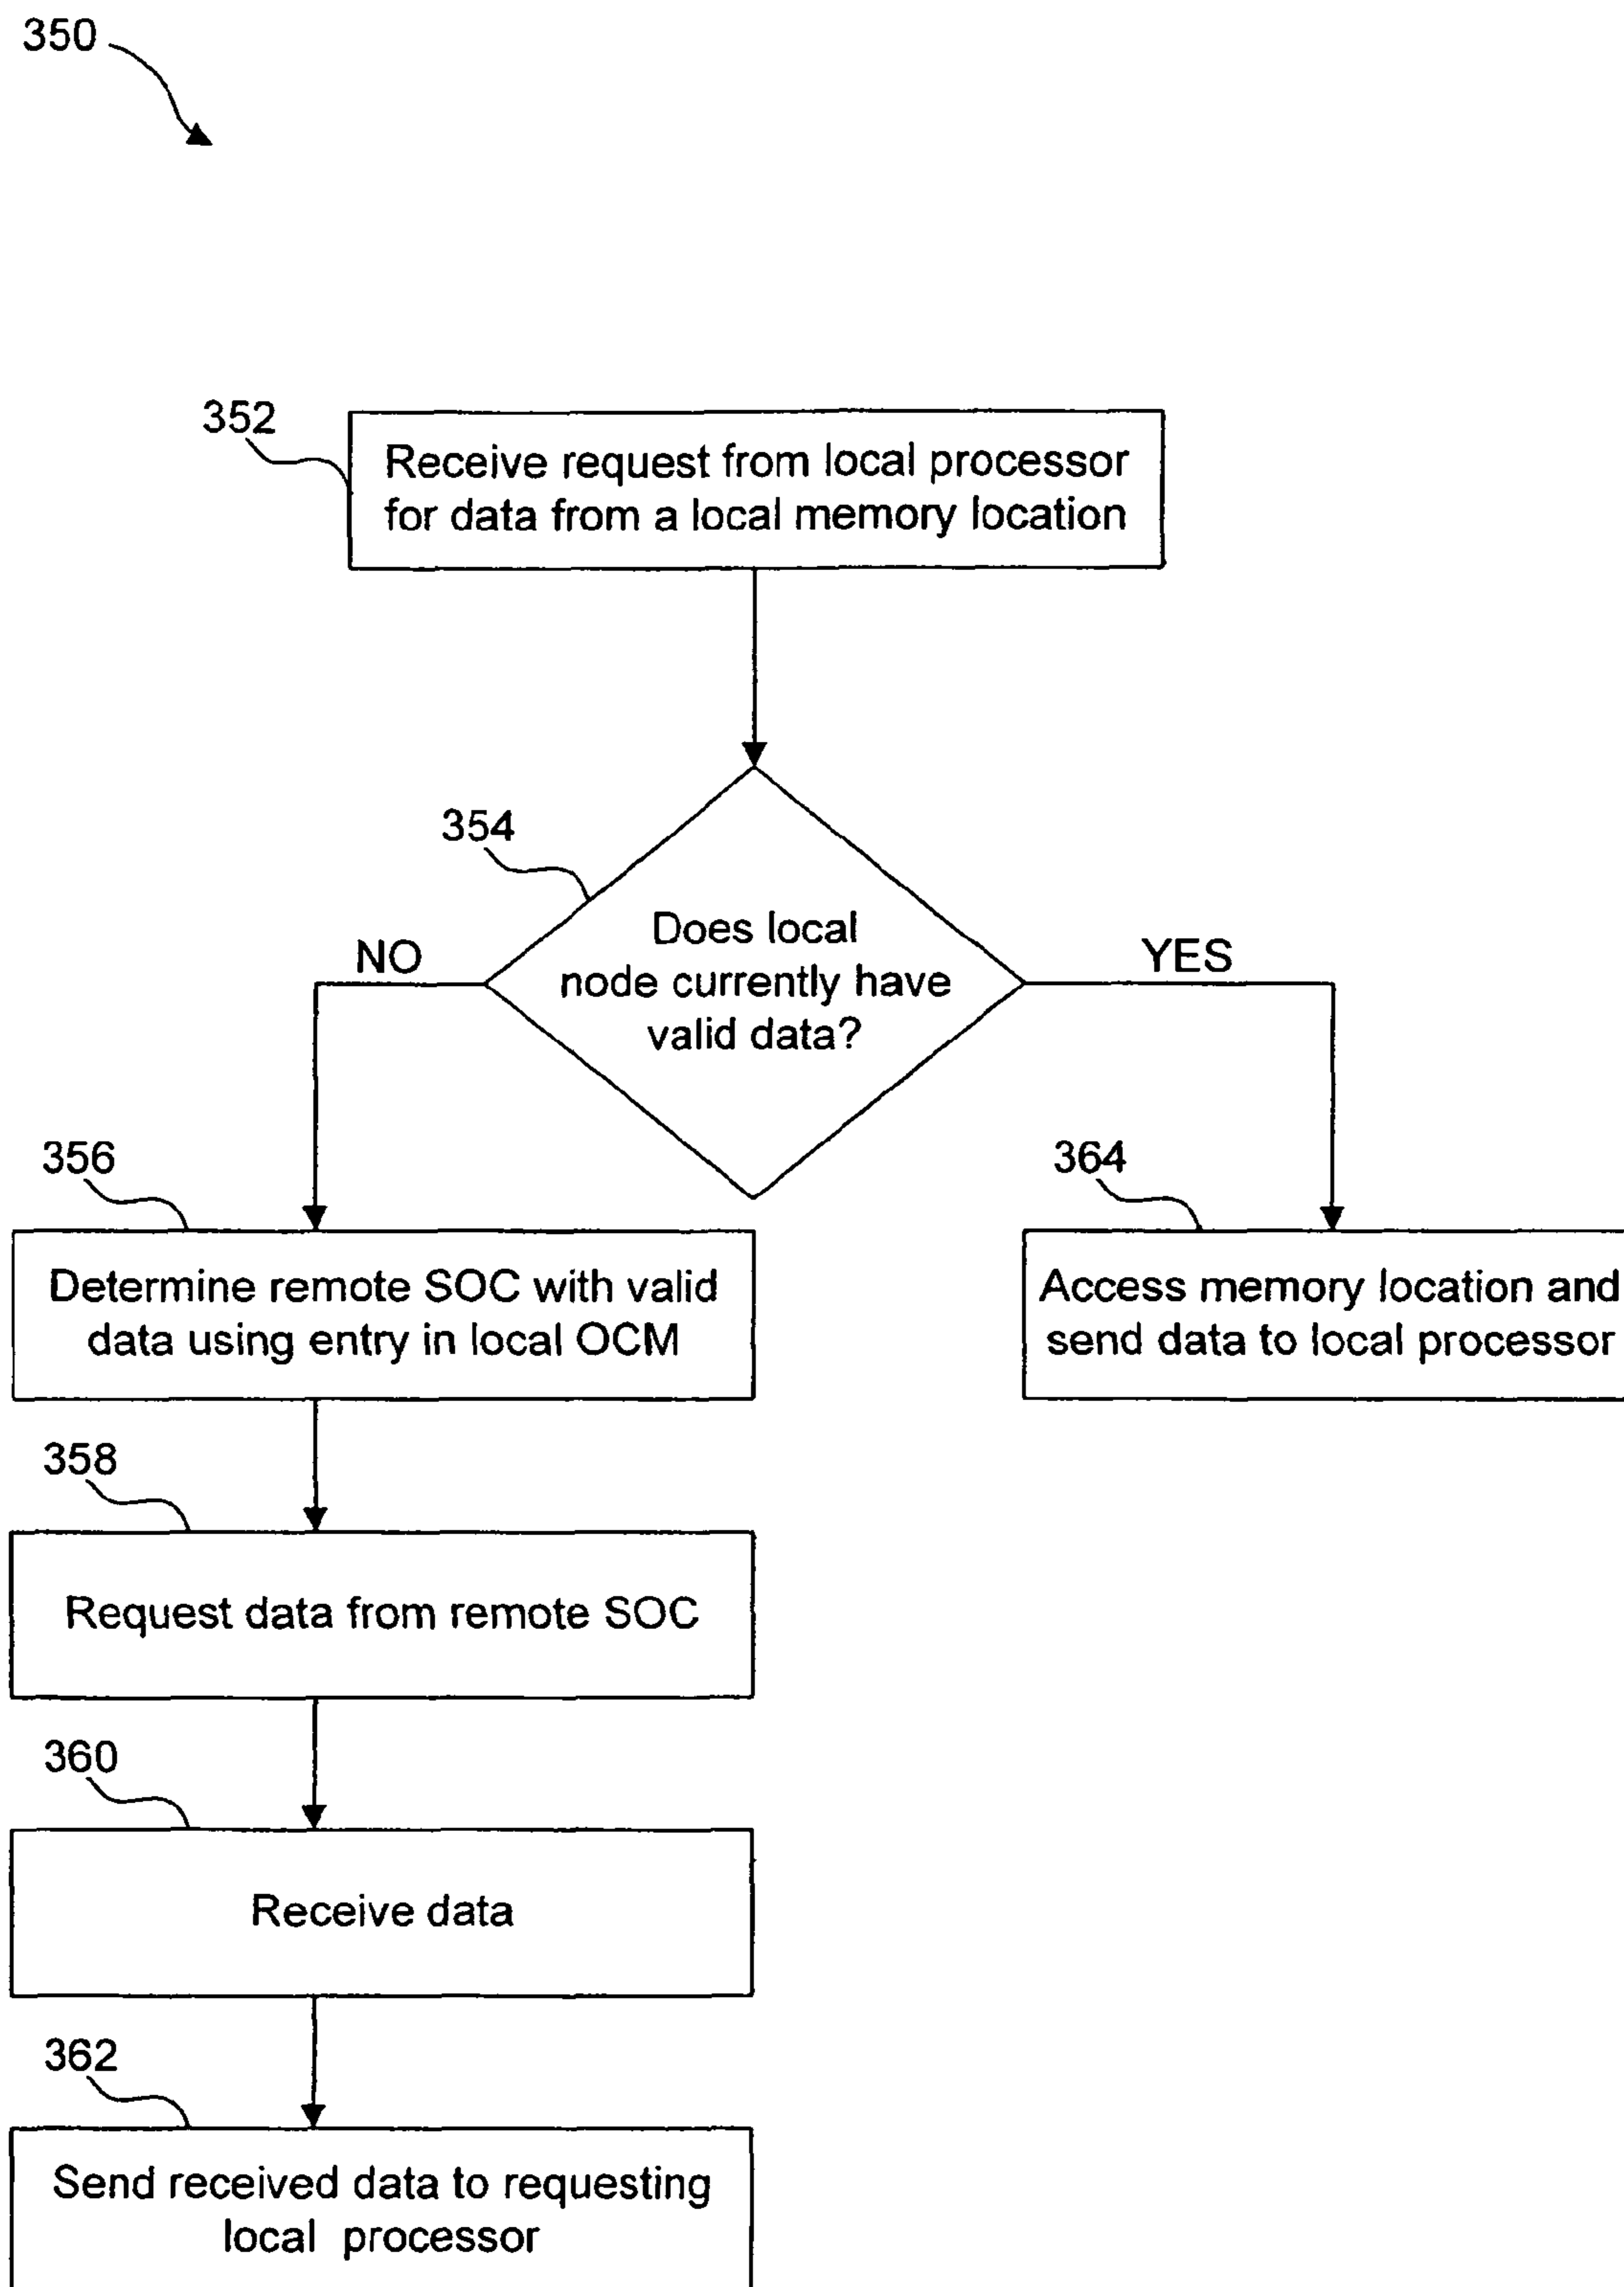 350
352
Receive request from local processor
for data from a local memory location
354
Does local
node currently have
valid data?
NO
YES
356
Determine remote SOC with valid
data using entry in local OCM
364
Access memory location and
send data to local processor
358
Request data from remote SOC
360
Receive data
362
Send received data to requesting
local processor